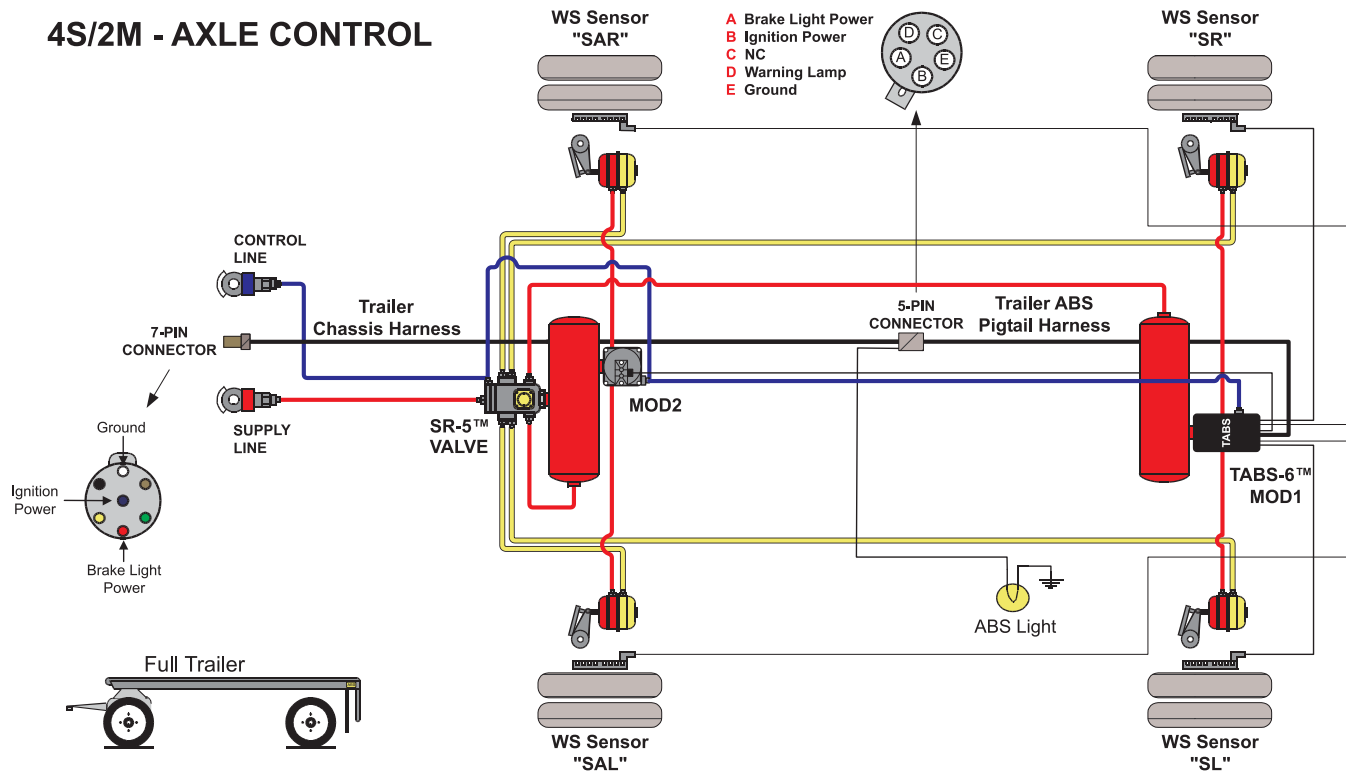 4S/2M - AXLE CONTROL
WS Sensor
"SAR"
A Brake Light Power
B Ignition Power
C NC
D Warning Lamp
E Ground
D
C
A
E
B
WS Sensor
"SR"
CONTROL
LINE
7-PIN
CONNECTOR
Trailer
Chassis Harness
5-PIN
CONNECTOR
Trailer ABS
Pigtail Harness
SUPPLY
LINE
SR-5™
VALVE
MOD2
TABS
TABS-6™
MOD1
Ground
Ignition
Power
Brake Light
Power
ABS Light
Full Trailer
WS Sensor
"SAL"
WS Sensor
"SL"